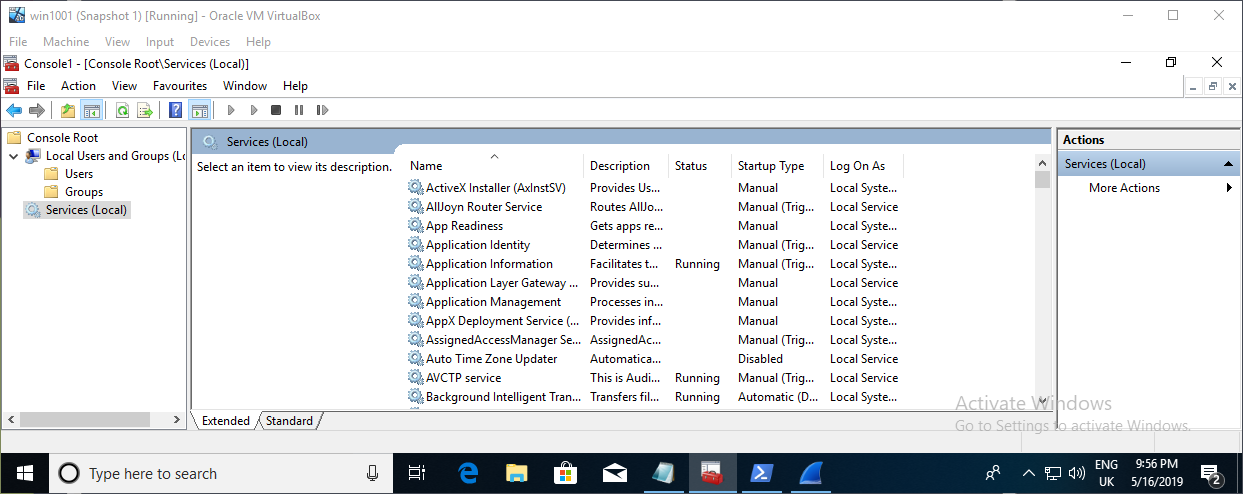 win1001 (Snapshot 1) [Running] - Oracle VM VirtualBox
File Machine View Input Devices Help
Console1 - [Console Root\Services (Local)]
File Action View Favourites Window Help
Console Root
Local Users and Groups (Lo
Users
Groups
Services (Local)
Services (Local)
Select an item to view its description.
Name Description Status Startup Type Log On As
ActiveX Installer (AxInstSV) Provides Us... Manual Local Syste...
AllJoyn Router Service Routes AllJo... Manual (Trig... Local Service
App Readiness Gets apps re... Manual Local Syste...
Application Identity Determines ... Manual (Trig... Local Service
Application Information Facilitates t... Running Manual (Trig... Local Syste...
Application Layer Gateway ... Provides su... Manual Local Service
Application Management Processes in... Manual Local Syste...
AppX Deployment Service (... Provides inf... Manual Local Syste...
AssignedAccessManager Se... AssignedAc... Manual (Trig... Local Syste...
Auto Time Zone Updater Automatica... Disabled Local Service
AVCTP service This is Audi... Running Manual (Trig... Local Service
Background Intelligent Tran... Transfers fil... Running Automatic (D... Local Syste...
Extended Standard
Actions
Services (Local)
More Actions
Activate Windows
Go to Settings to activate Windows.
Type here to search
ENG
UK
9:56 PM
5/16/2019
2